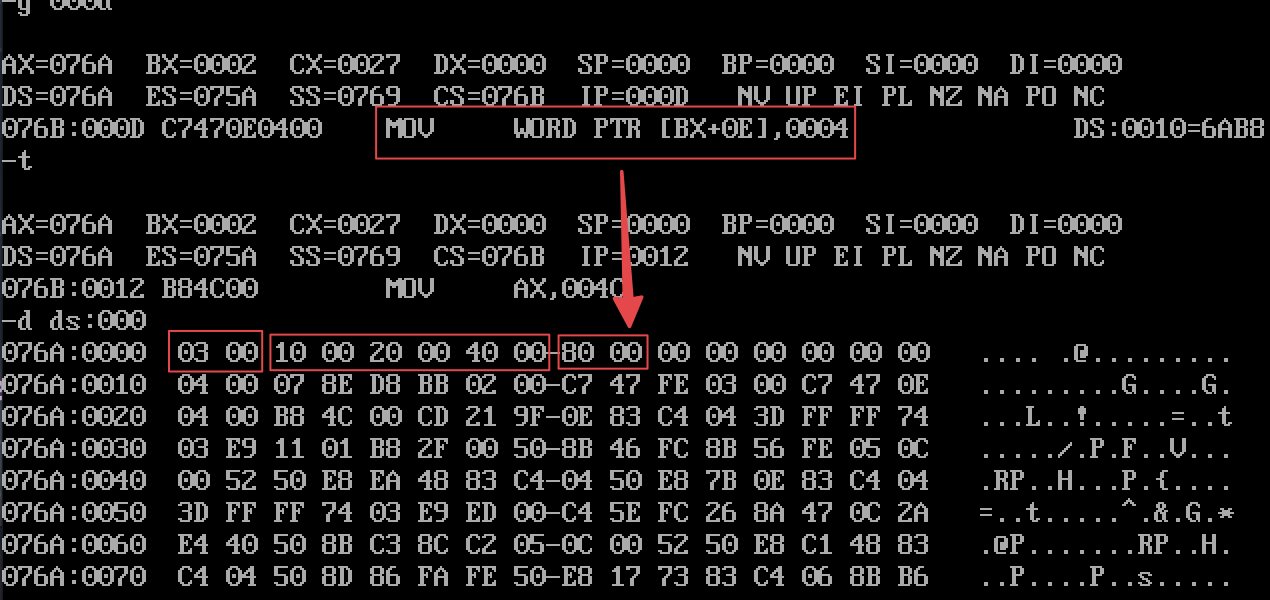 -g 000d
AX=076A BX=0002 CX=0027 DX=0000 SP=0000 BP=0000 SI=0000 DI=0000
DS=076A ES=075A SS=0769 CS=076B IP=000D NV UP EI PL NZ NA PO NC
076B:000D C7470E0400 MOV WORD PTR [BX+0E],0004 DS:0010=6AB8
-t
AX=076A BX=0002 CX=0027 DX=0000 SP=0000 BP=0000 SI=0000 DI=0000
DS=076A ES=075A SS=0769 CS=076B IP=0012 NV UP EI PL NZ NA PO NC
076B:0012 B84C00 MOV AX,004C
-d ds:000
076A:0000 03 00 10 00 20 00 40 00-80 00 00 00 00 00 00 00 .... .@.........
076A:0010 04 00 07 8E D8 BB 02 00-C7 47 FE 03 00 C7 47 0E .........G....G.
076A:0020 04 00 B8 4C 00 CD 21 9F-0E 83 C4 04 3D FF FF 74 ...L..!.....=..t
076A:0030 03 E9 11 01 B8 2F 00 50-8B 46 FC 8B 56 FE 05 0C ...../.P.F..V...
076A:0040 00 52 50 E8 EA 48 83 C4-04 50 E8 7B 0E 83 C4 04 .RP..H...P.{....
076A:0050 3D FF FF 74 03 E9 ED 00-C4 5E FC 26 8A 47 0C 2A =..t.....^.&.G.*
076A:0060 E4 40 50 8B C3 8C C2 05-0C 00 52 50 E8 C1 48 83 .@P.......RP..H.
076A:0070 C4 04 50 8D 86 FA FE 50-E8 17 73 83 C4 06 8B B6 ..P....P..s.....